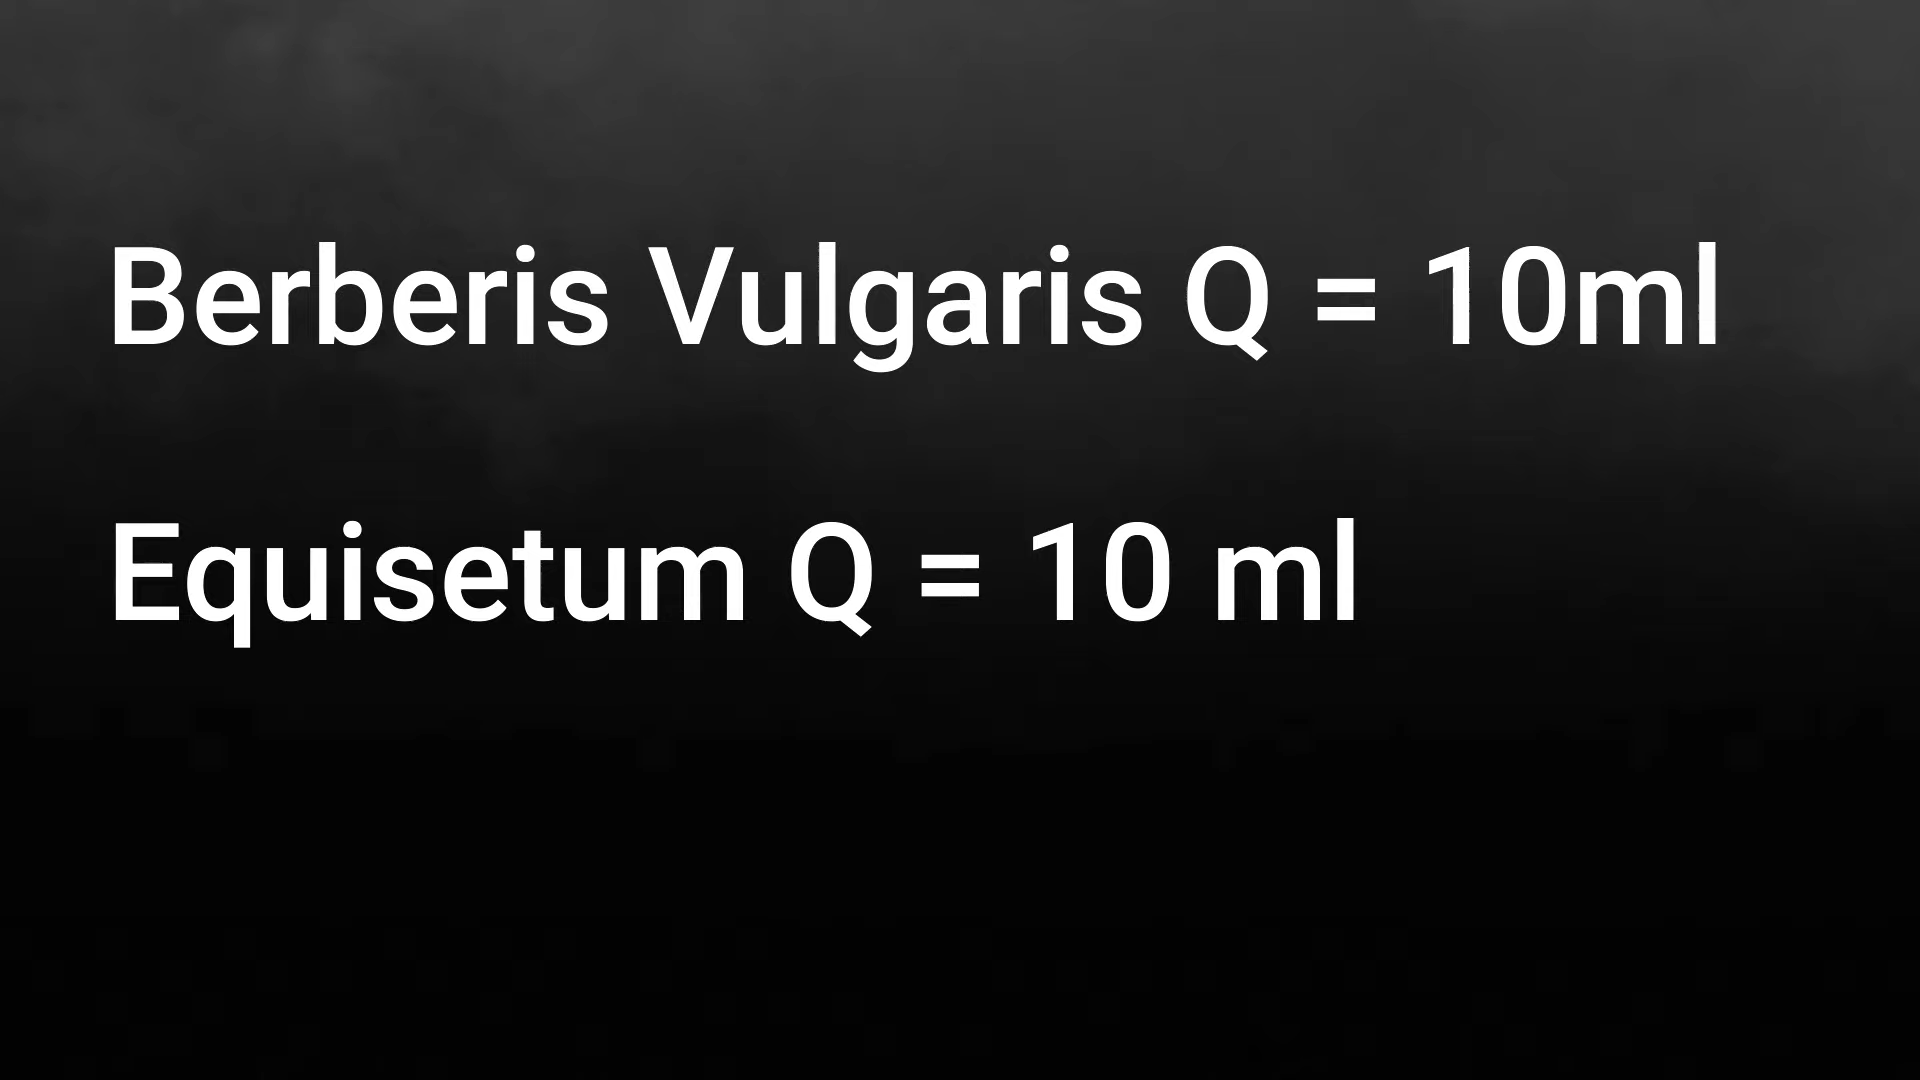 Berberis Vulgaris Q = 10ml
Equisetum Q = 10 ml